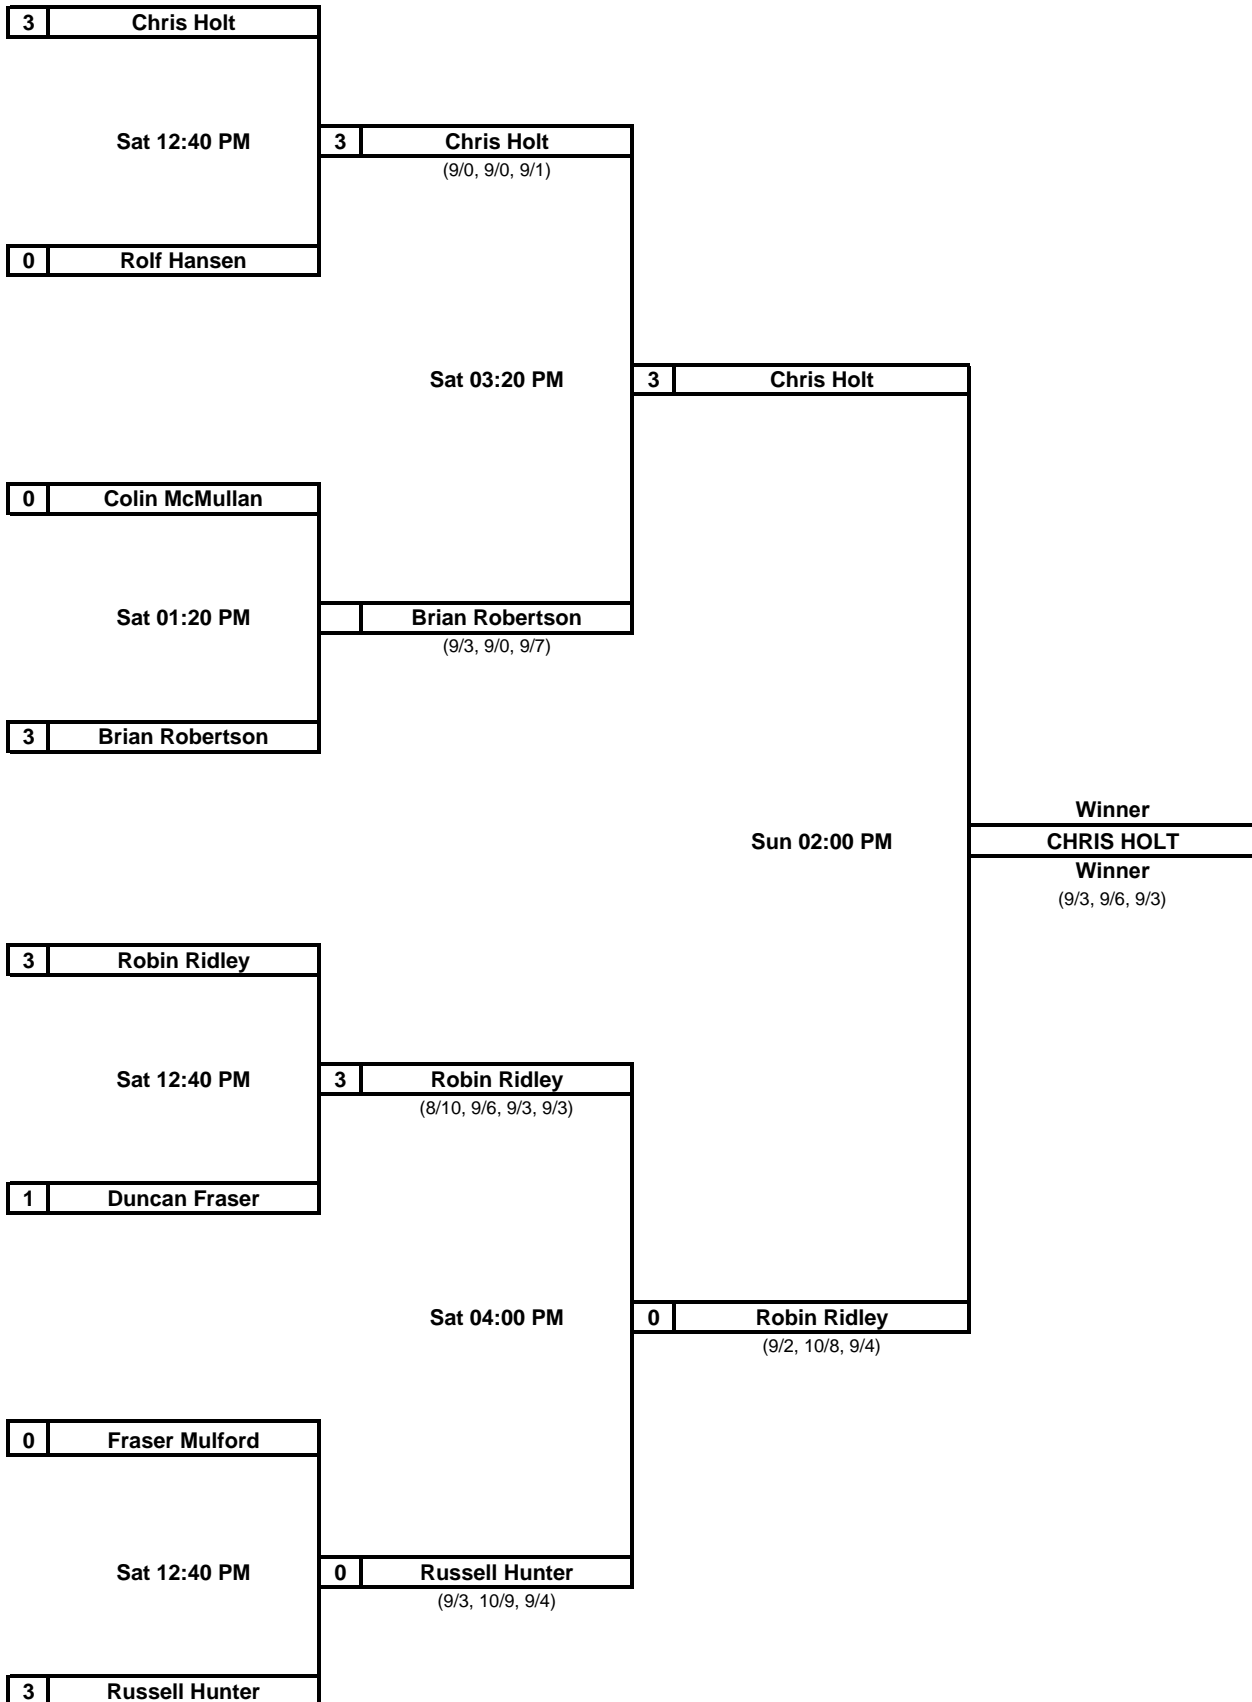 3 Chris Holt
Sat 12:40 PM
3 Chris Holt
(9/0, 9/0, 9/1)
0 Rolf Hansen
Sat 03:20 PM
3 Chris Holt
0 Colin McMullan
Sat 01:20 PM
Brian Robertson
(9/3, 9/0, 9/7)
3 Brian Robertson
Winner
Sun 02:00 PM
CHRIS HOLT
Winner
(9/3, 9/6, 9/3)
3 Robin Ridley
Sat 12:40 PM
3 Robin Ridley
(8/10, 9/6, 9/3, 9/3)
1 Duncan Fraser
Sat 04:00 PM
0 Robin Ridley
(9/2, 10/8, 9/4)
0 Fraser Mulford
Sat 12:40 PM
0 Russell Hunter
(9/3, 10/9, 9/4)
3 Russell Hunter